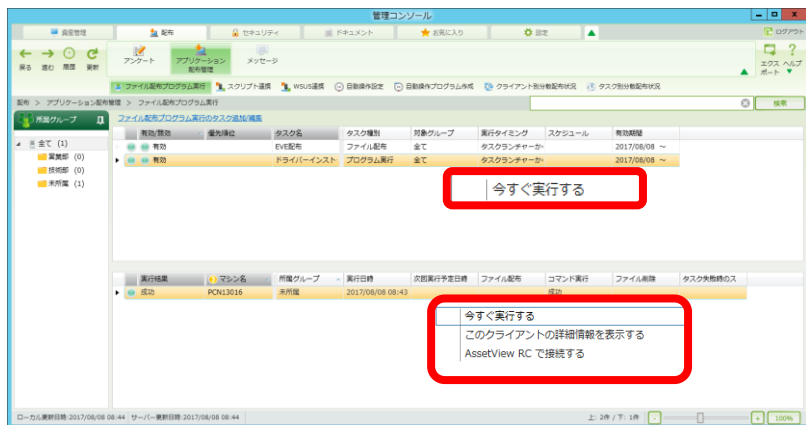 管理コンソール
資産管理 配布 セキュリティ ドキュメント お気に入り 設定 ログアウト
戻る 進む 履歴 更新 アンケート アプリケーション配布管理 メッセージ エクスポート ヘルプ
ファイル配布プログラム実行 スクリプト連携 WSUS連携 自動操作設定 自動操作プログラム作成 クライアント別分散配布状況 タスク別分散配布状況
配布 > アプリケーション配布管理 > ファイル配布プログラム実行 検索
所属グループ ファイル配布プログラム実行のタスク追加/編集
全て (1)
営業部 (0)
技術部 (0)
未所属 (1)
有効/無効 優先順位 タスク名 タスク種別 対象グループ 実行タイミング スケジュール 有効期間
有効 EVE配布 ファイル配布 全て タスクランチャーか 2017/08/08 ～
有効 ドライバーインスト プログラム実行 全て タスクランチャーか 2017/08/08 ～
今すぐ実行する
実行結果 マシン名 所属グループ 実行日時 次回実行予定日時 ファイル配布 コマンド実行 ファイル削除 タスク失敗時のス
成功 PCN13016 未所属 2017/08/08 08:43 成功
今すぐ実行する
このクライアントの詳細情報を表示する
AssetView RC で接続する
ローカル更新日時:2017/08/08 08:44 サーバー更新日時:2017/08/08 08:44 上: 2件 / 下: 1件 - + 100%